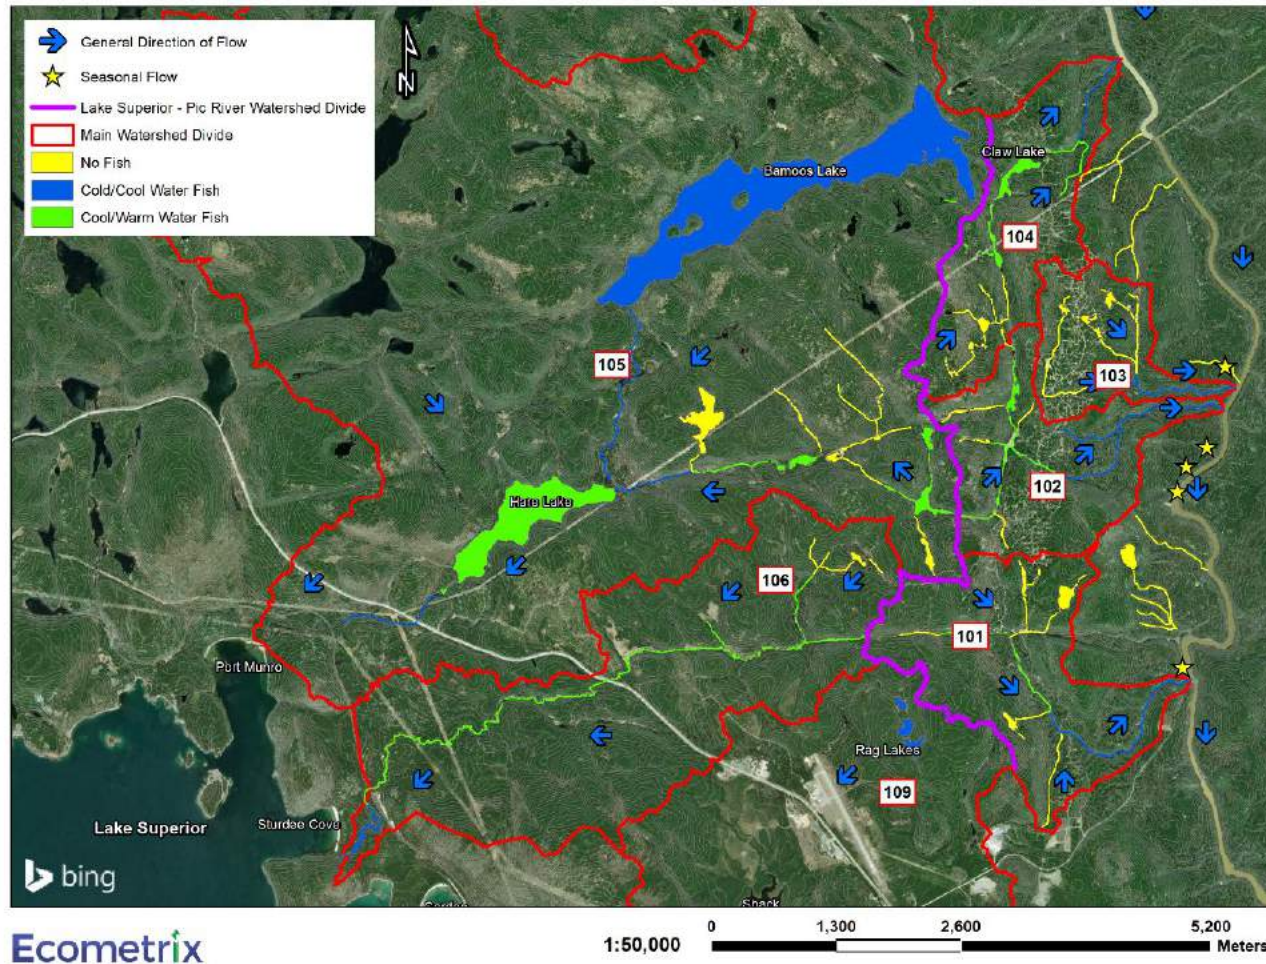 General Direction of Flow
Seasonal Flow
Lake Superior - Pic River Watershed Divide
Main Watershed Divide
No Fish
Cold/Cool Water Fish
Cool/Warm Water Fish
N
Claw Lake
Bamoos Lake
104
105
103
102
Hare Lake
106
101
Port Munro
Rag Lakes
109
Lake Superior
Sturdee Cove
bing
Shack
Ecometrix
1:50,000
0 1,300 2,600 5,200
Meters